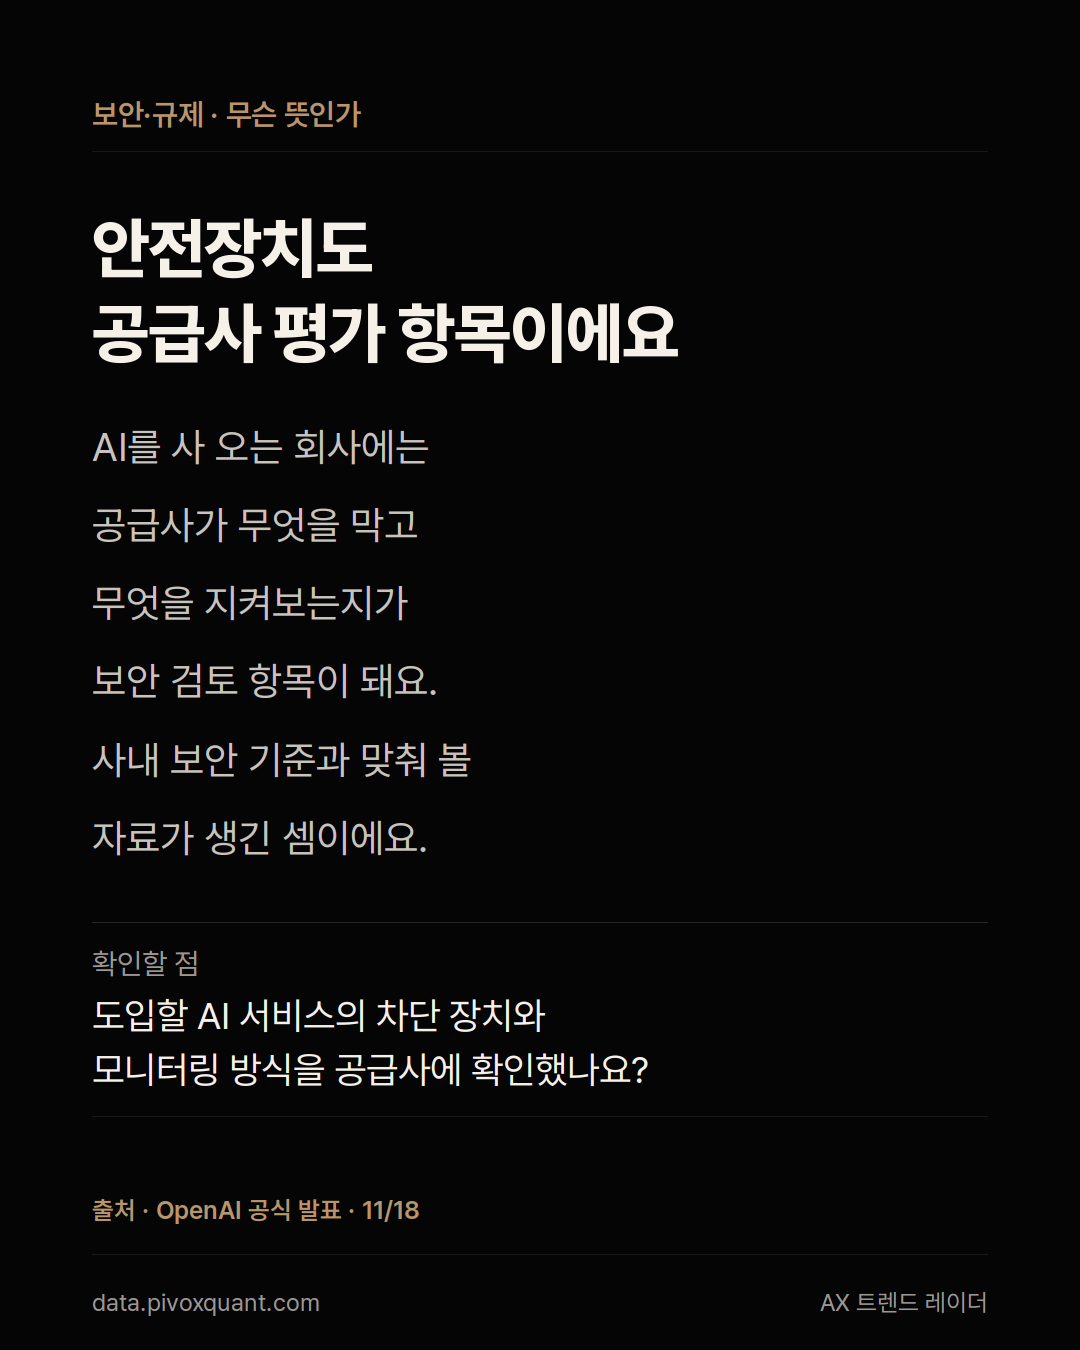 보안·규제 · 무슨 뜻인가
안전장치도
공급사 평가 항목이에요
AI를 사 오는 회사에는
공급사가 무엇을 막고
무엇을 지켜보는지가
보안 검토 항목이 돼요.
사내 보안 기준과 맞춰 볼
자료가 생긴 셈이에요.
확인할 점
도입할 AI 서비스의 차단 장치와
모니터링 방식을 공급사에 확인했나요?
출처 · OpenAI 공식 발표 · 11/18
data.pivoxquant.com
AX 트렌드 레이더